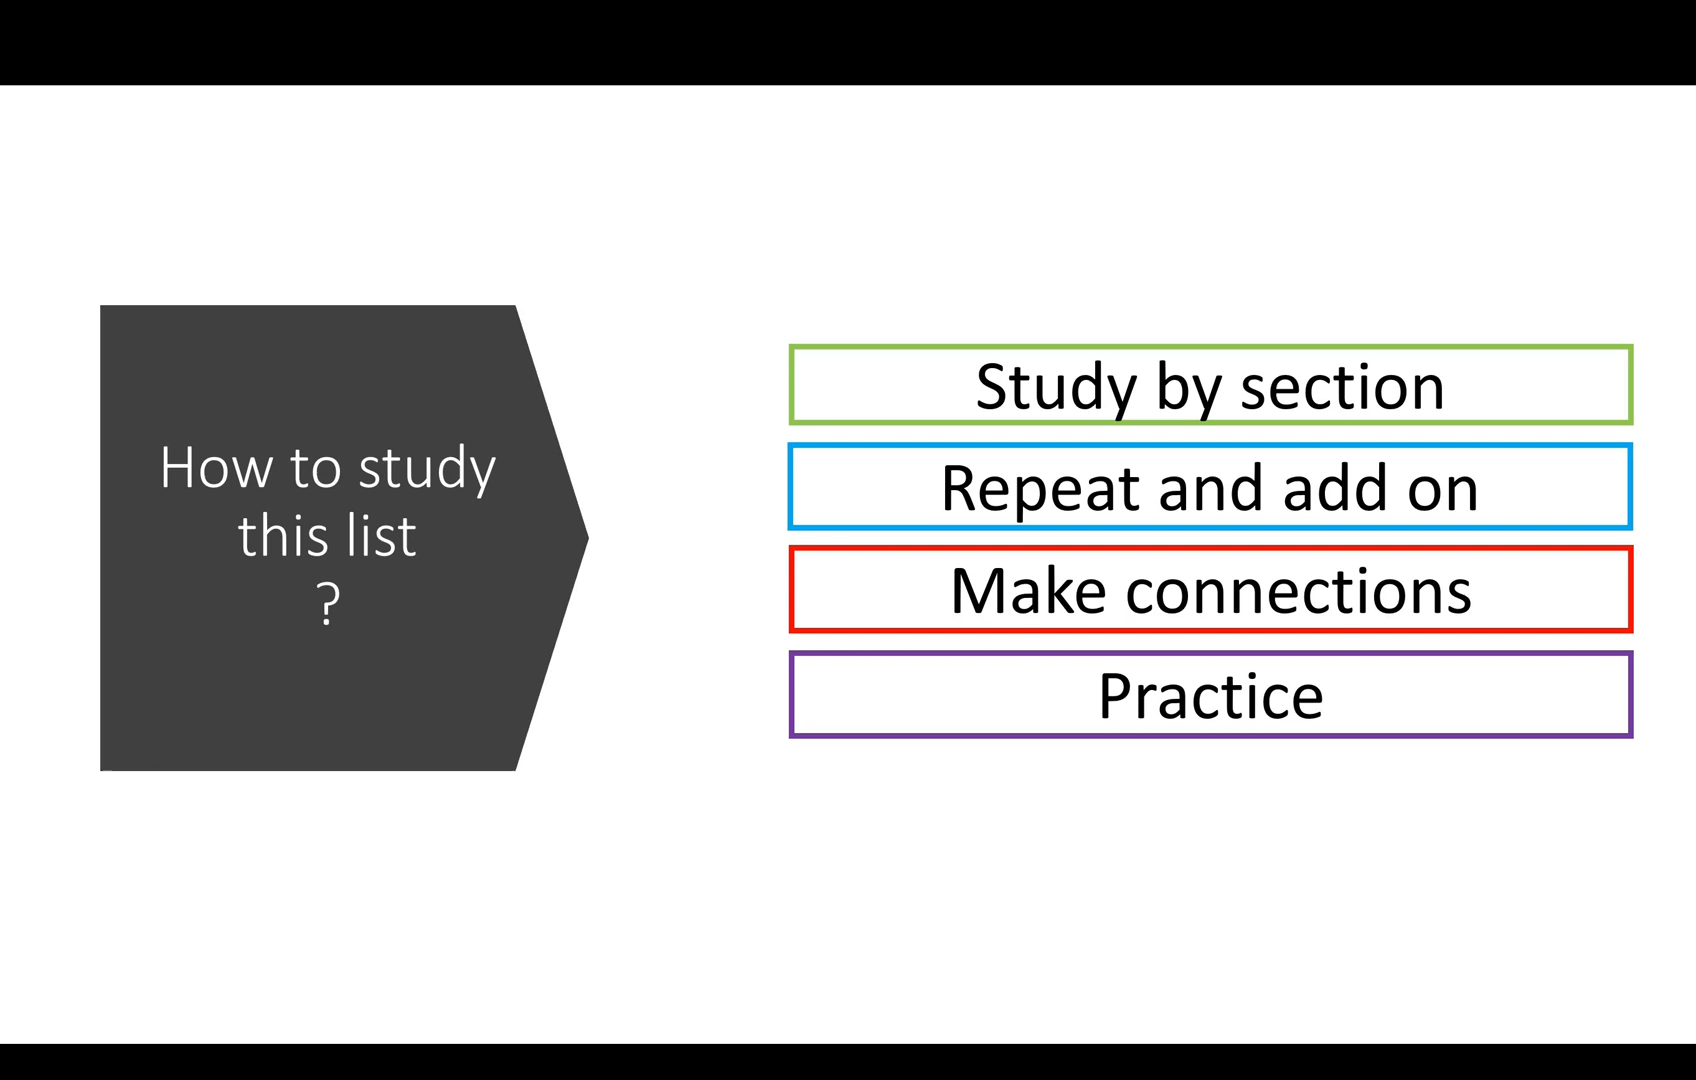 How to study
this list
?
Study by section
Repeat and add on
Make connections
Practice